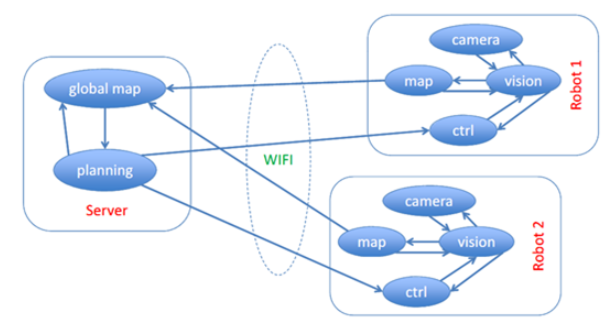 global map
planning
Server
WIFI
camera
map
vision
ctrl
Robot 1
camera
map
vision
ctrl
Robot 2